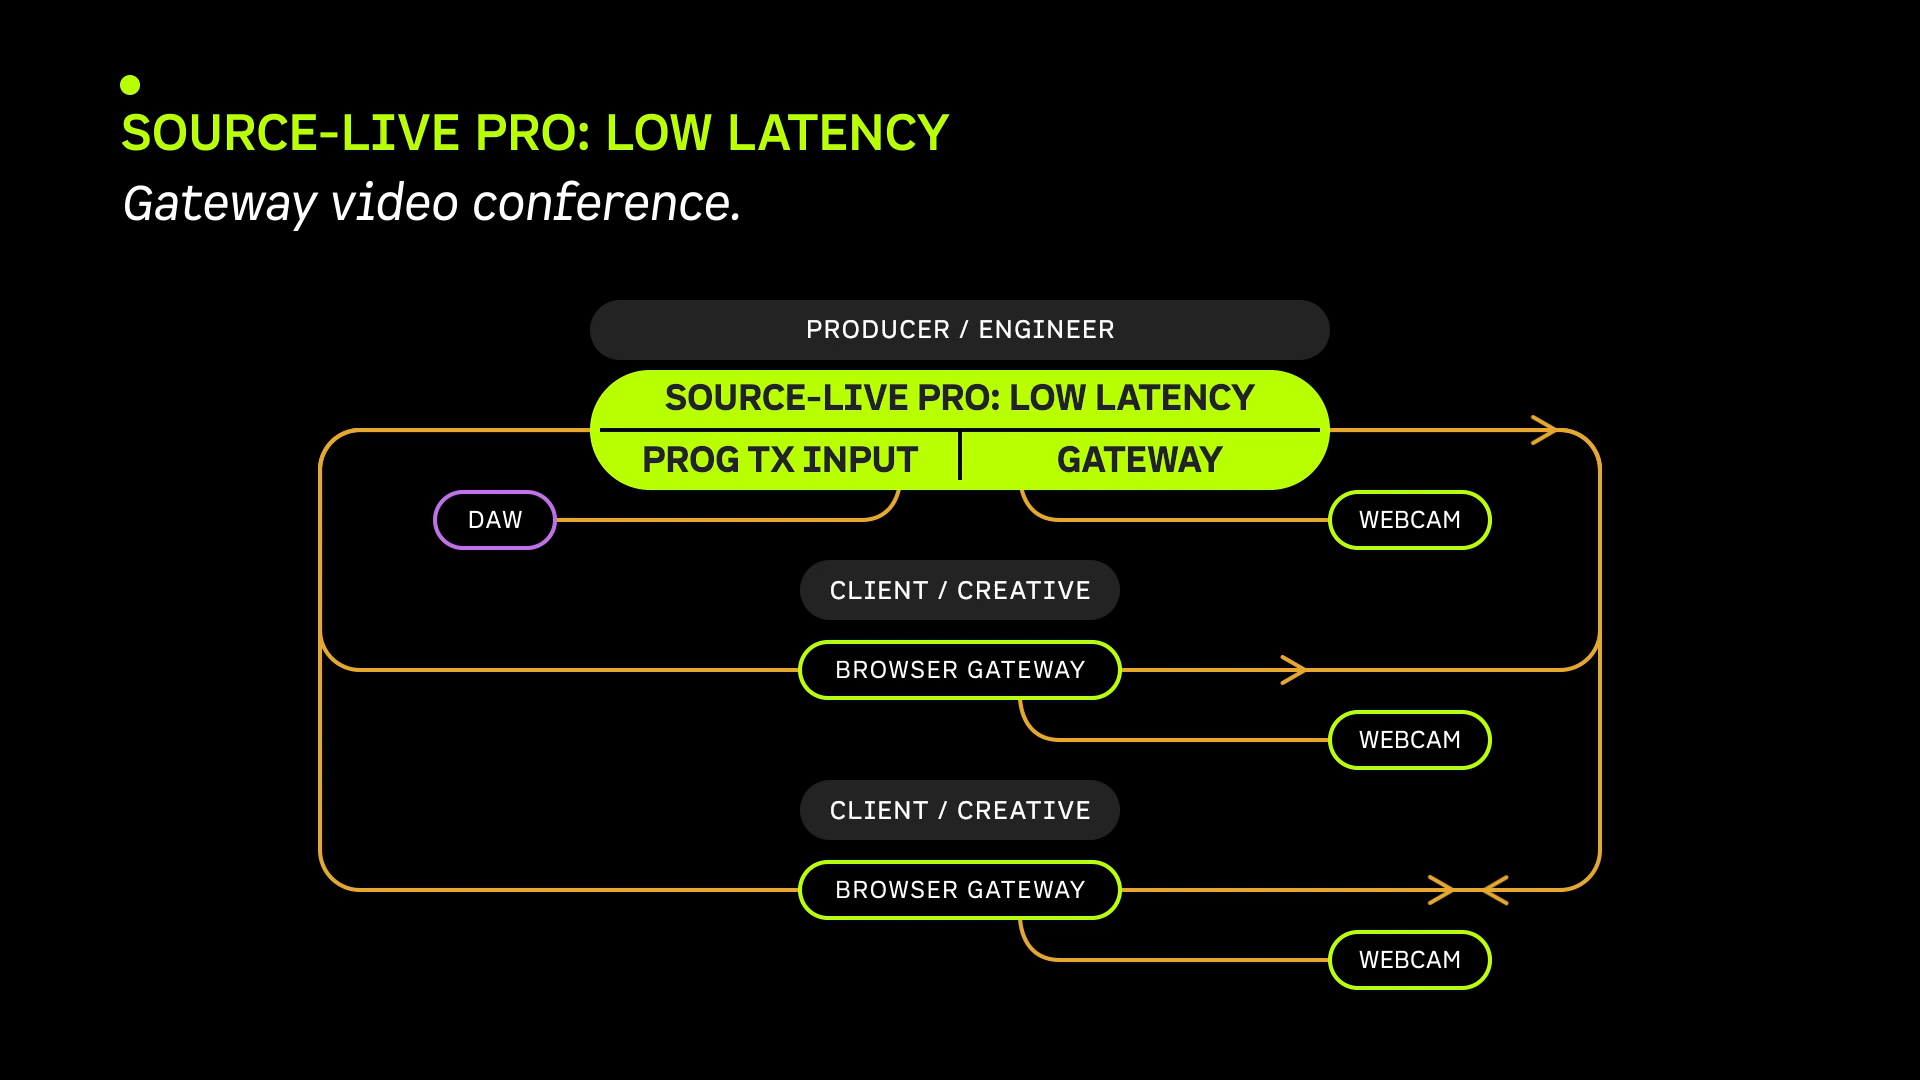 SOURCE-LIVE PRO: LOW LATENCY
Gateway video conference.
PRODUCER / ENGINEER
SOURCE-LIVE PRO: LOW LATENCY
PROG TX INPUT
GATEWAY
DAW
WEBCAM
CLIENT / CREATIVE
BROWSER GATEWAY
WEBCAM
CLIENT / CREATIVE
BROWSER GATEWAY
WEBCAM